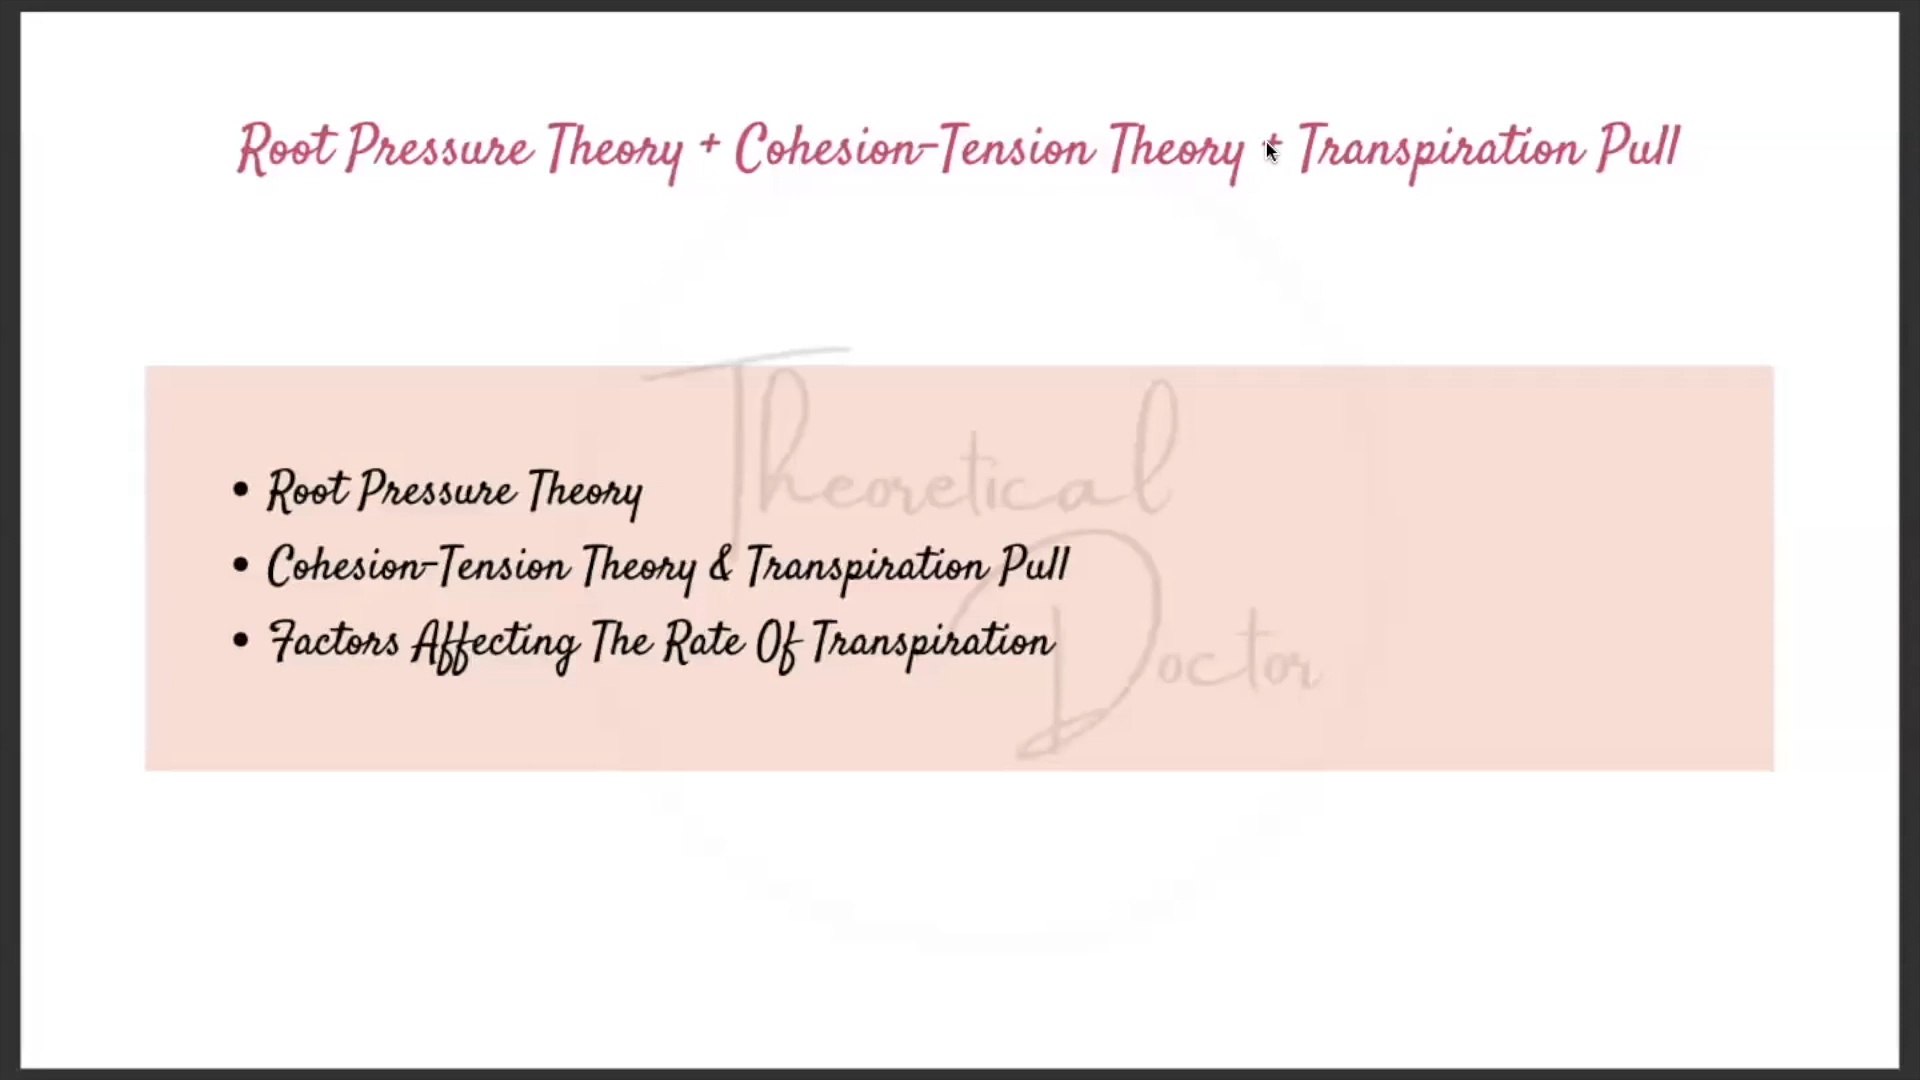 Root Pressure Theory + Cohesion-Tension Theory + Transpiration Pull
• Root Pressure Theory
• Cohesion-Tension Theory & Transpiration Pull
• Factors Affecting The Rate Of Transpiration
Theoretical
Doctor